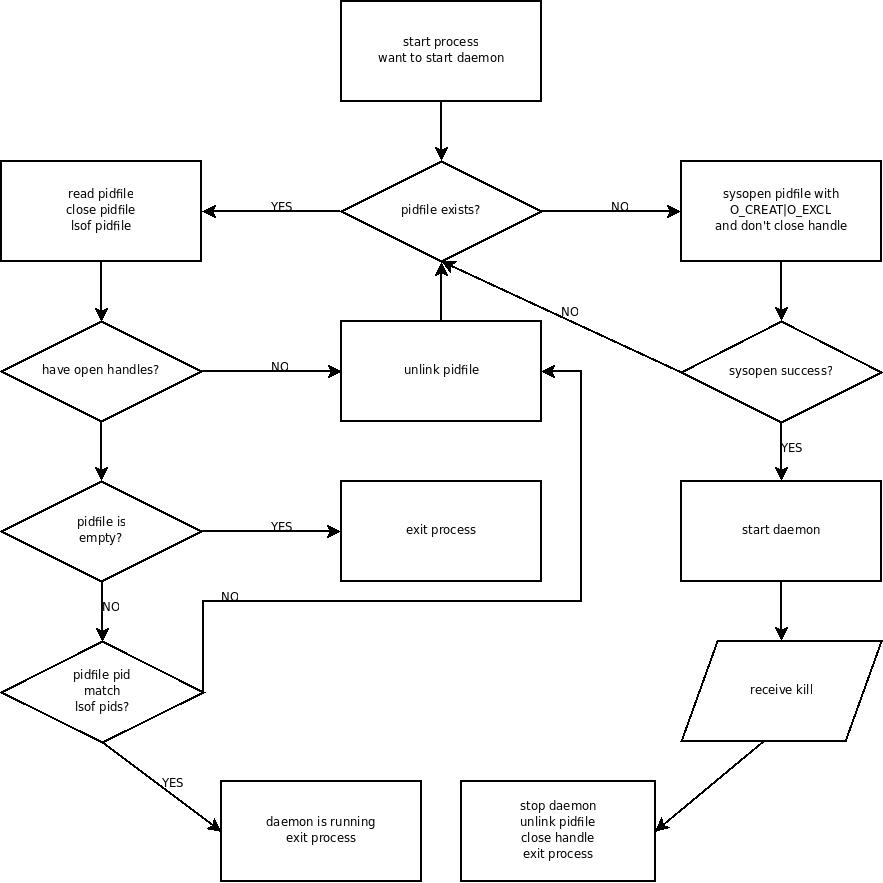 start process
want to start daemon
read pidfile
close pidfile
lsof pidfile
YES
pidfile exists?
NO
sysopen pidfile with
O_CREAT|O_EXCL
and don't close handle
NO
have open handles?
NO
unlink pidfile
sysopen success?
YES
pidfile is
empty?
YES
exit process
start daemon
NO
NO
pidfile pid
match
lsof pids?
receive kill
YES
daemon is running
exit process
stop daemon
unlink pidfile
close handle
exit process